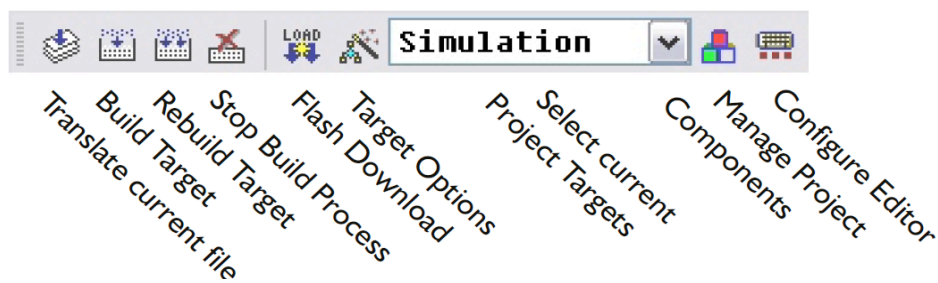 LOAD
Simulation
Translate current file
Build Target
Rebuild Target
Stop Build Process
Flash Download
Target Options
Select current
Project Targets
Manage Project
Components
Configure Editor